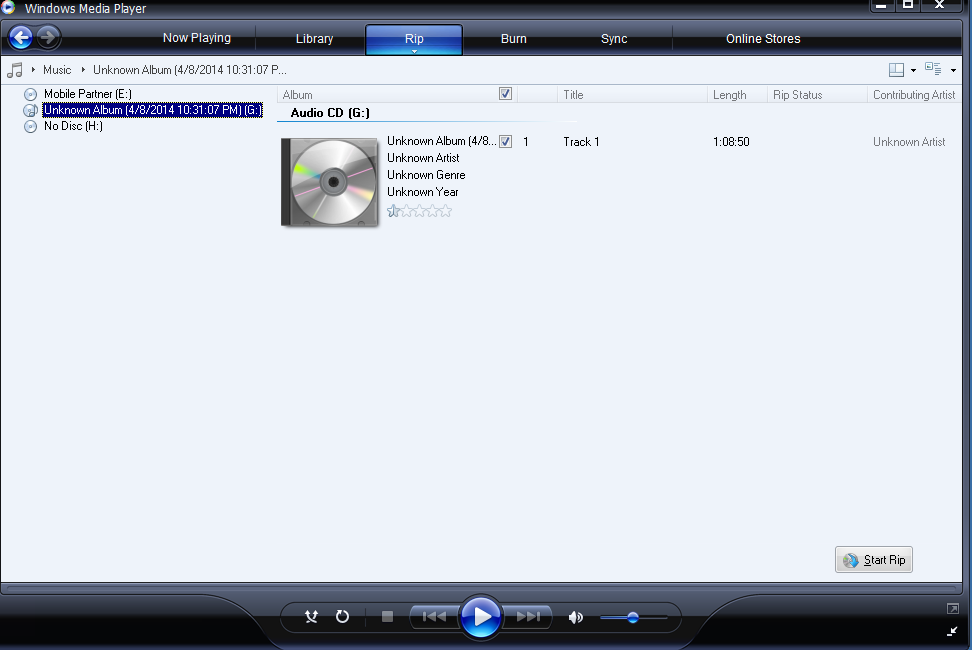 Windows Media Player
Now Playing Library Rip Burn Sync Online Stores
Music Unknown Album (4/8/2014 10:31:07 P...
Mobile Partner (E:)
Unknown Album (4/8/2014 10:31:07 PM) (G:)
No Disc (H:)
Album Title Length Rip Status Contributing Artist
Audio CD (G:)
Unknown Album (4/8... 1 Track 1 1:08:50 Unknown Artist
Unknown Artist
Unknown Genre
Unknown Year
Start Rip